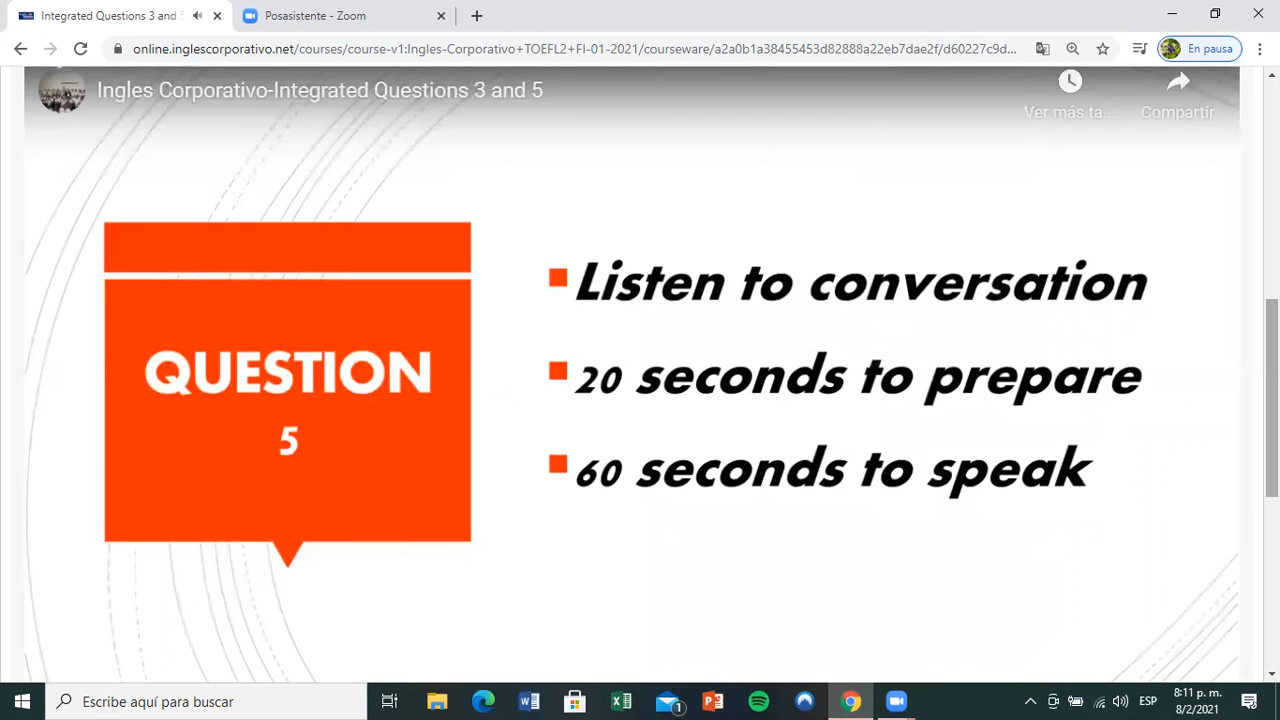 Integrated Questions 3 and 5
Posasistente - Zoom
online.inglescorporativo.net/courses/course-v1:Ingles-Corporativo+TOEFL2+FI-01-2021/courseware/a2a0b1a38455453d82888a22eb7dae2f/d60227c9d...
En pausa
Ingles Corporativo-Integrated Questions 3 and 5
Ver más ta...
Compartir
QUESTION
5
Listen to conversation
20 seconds to prepare
60 seconds to speak
Escribe aquí para buscar
1
ESP
8:11 p. m.
8/2/2021